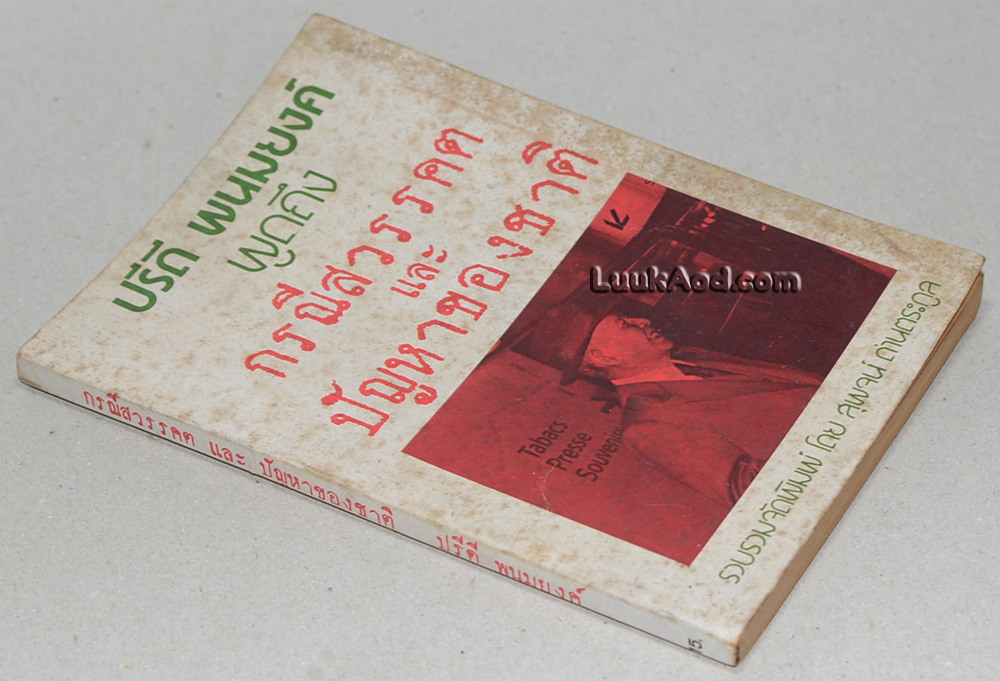 ปรีดี พนมยงค์
พูดถึง
กรณีสวรรคต
และ
ปัญหาของชาติ
LuukAod.com
Tabacs
Presse
Souvenirs
รวบรวมจัดพิมพ์ โดย สุพจน์ ด่านตระกูล
กรณีสวรรคต และ ปัญหาของชาติ ปรีดี พนมยงค์
15.